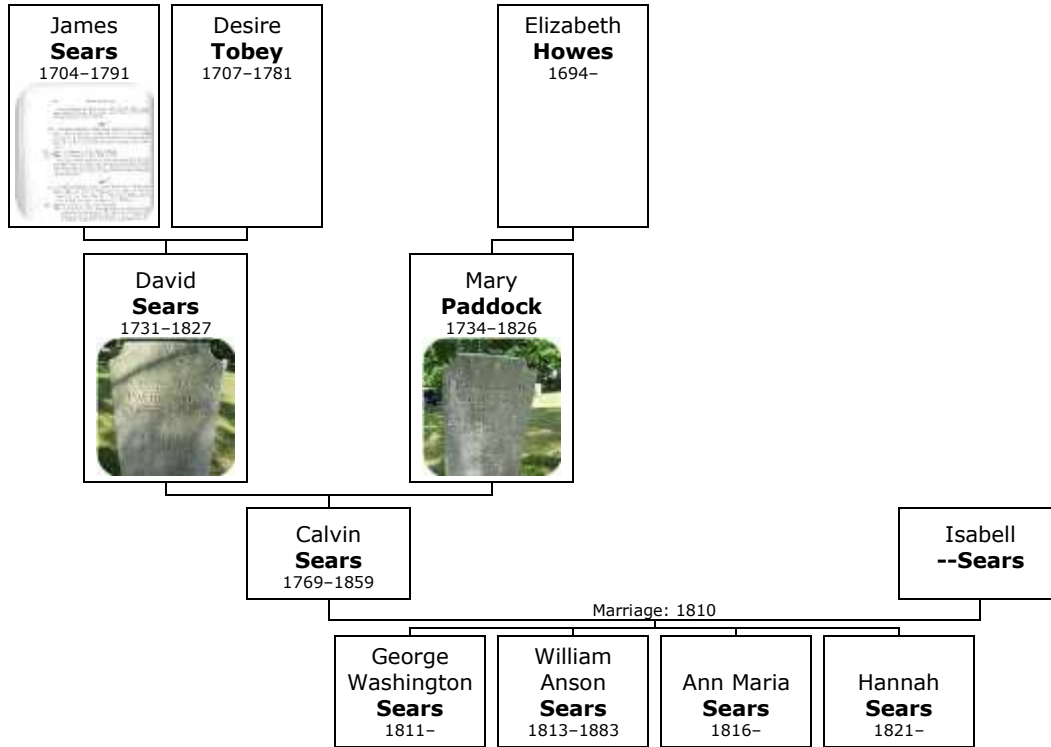 James
Sears
1704–1791
Desire
Tobey
1707–1781
Elizabeth
Howes
1694–
David
Sears
1731–1827
Mary
Paddock
1734–1826
Calvin
Sears
1769–1859
Isabell
--Sears
Marriage: 1810
George
Washington
Sears
1811–
William
Anson
Sears
1813–1883
Ann Maria
Sears
1816–
Hannah
Sears
1821–